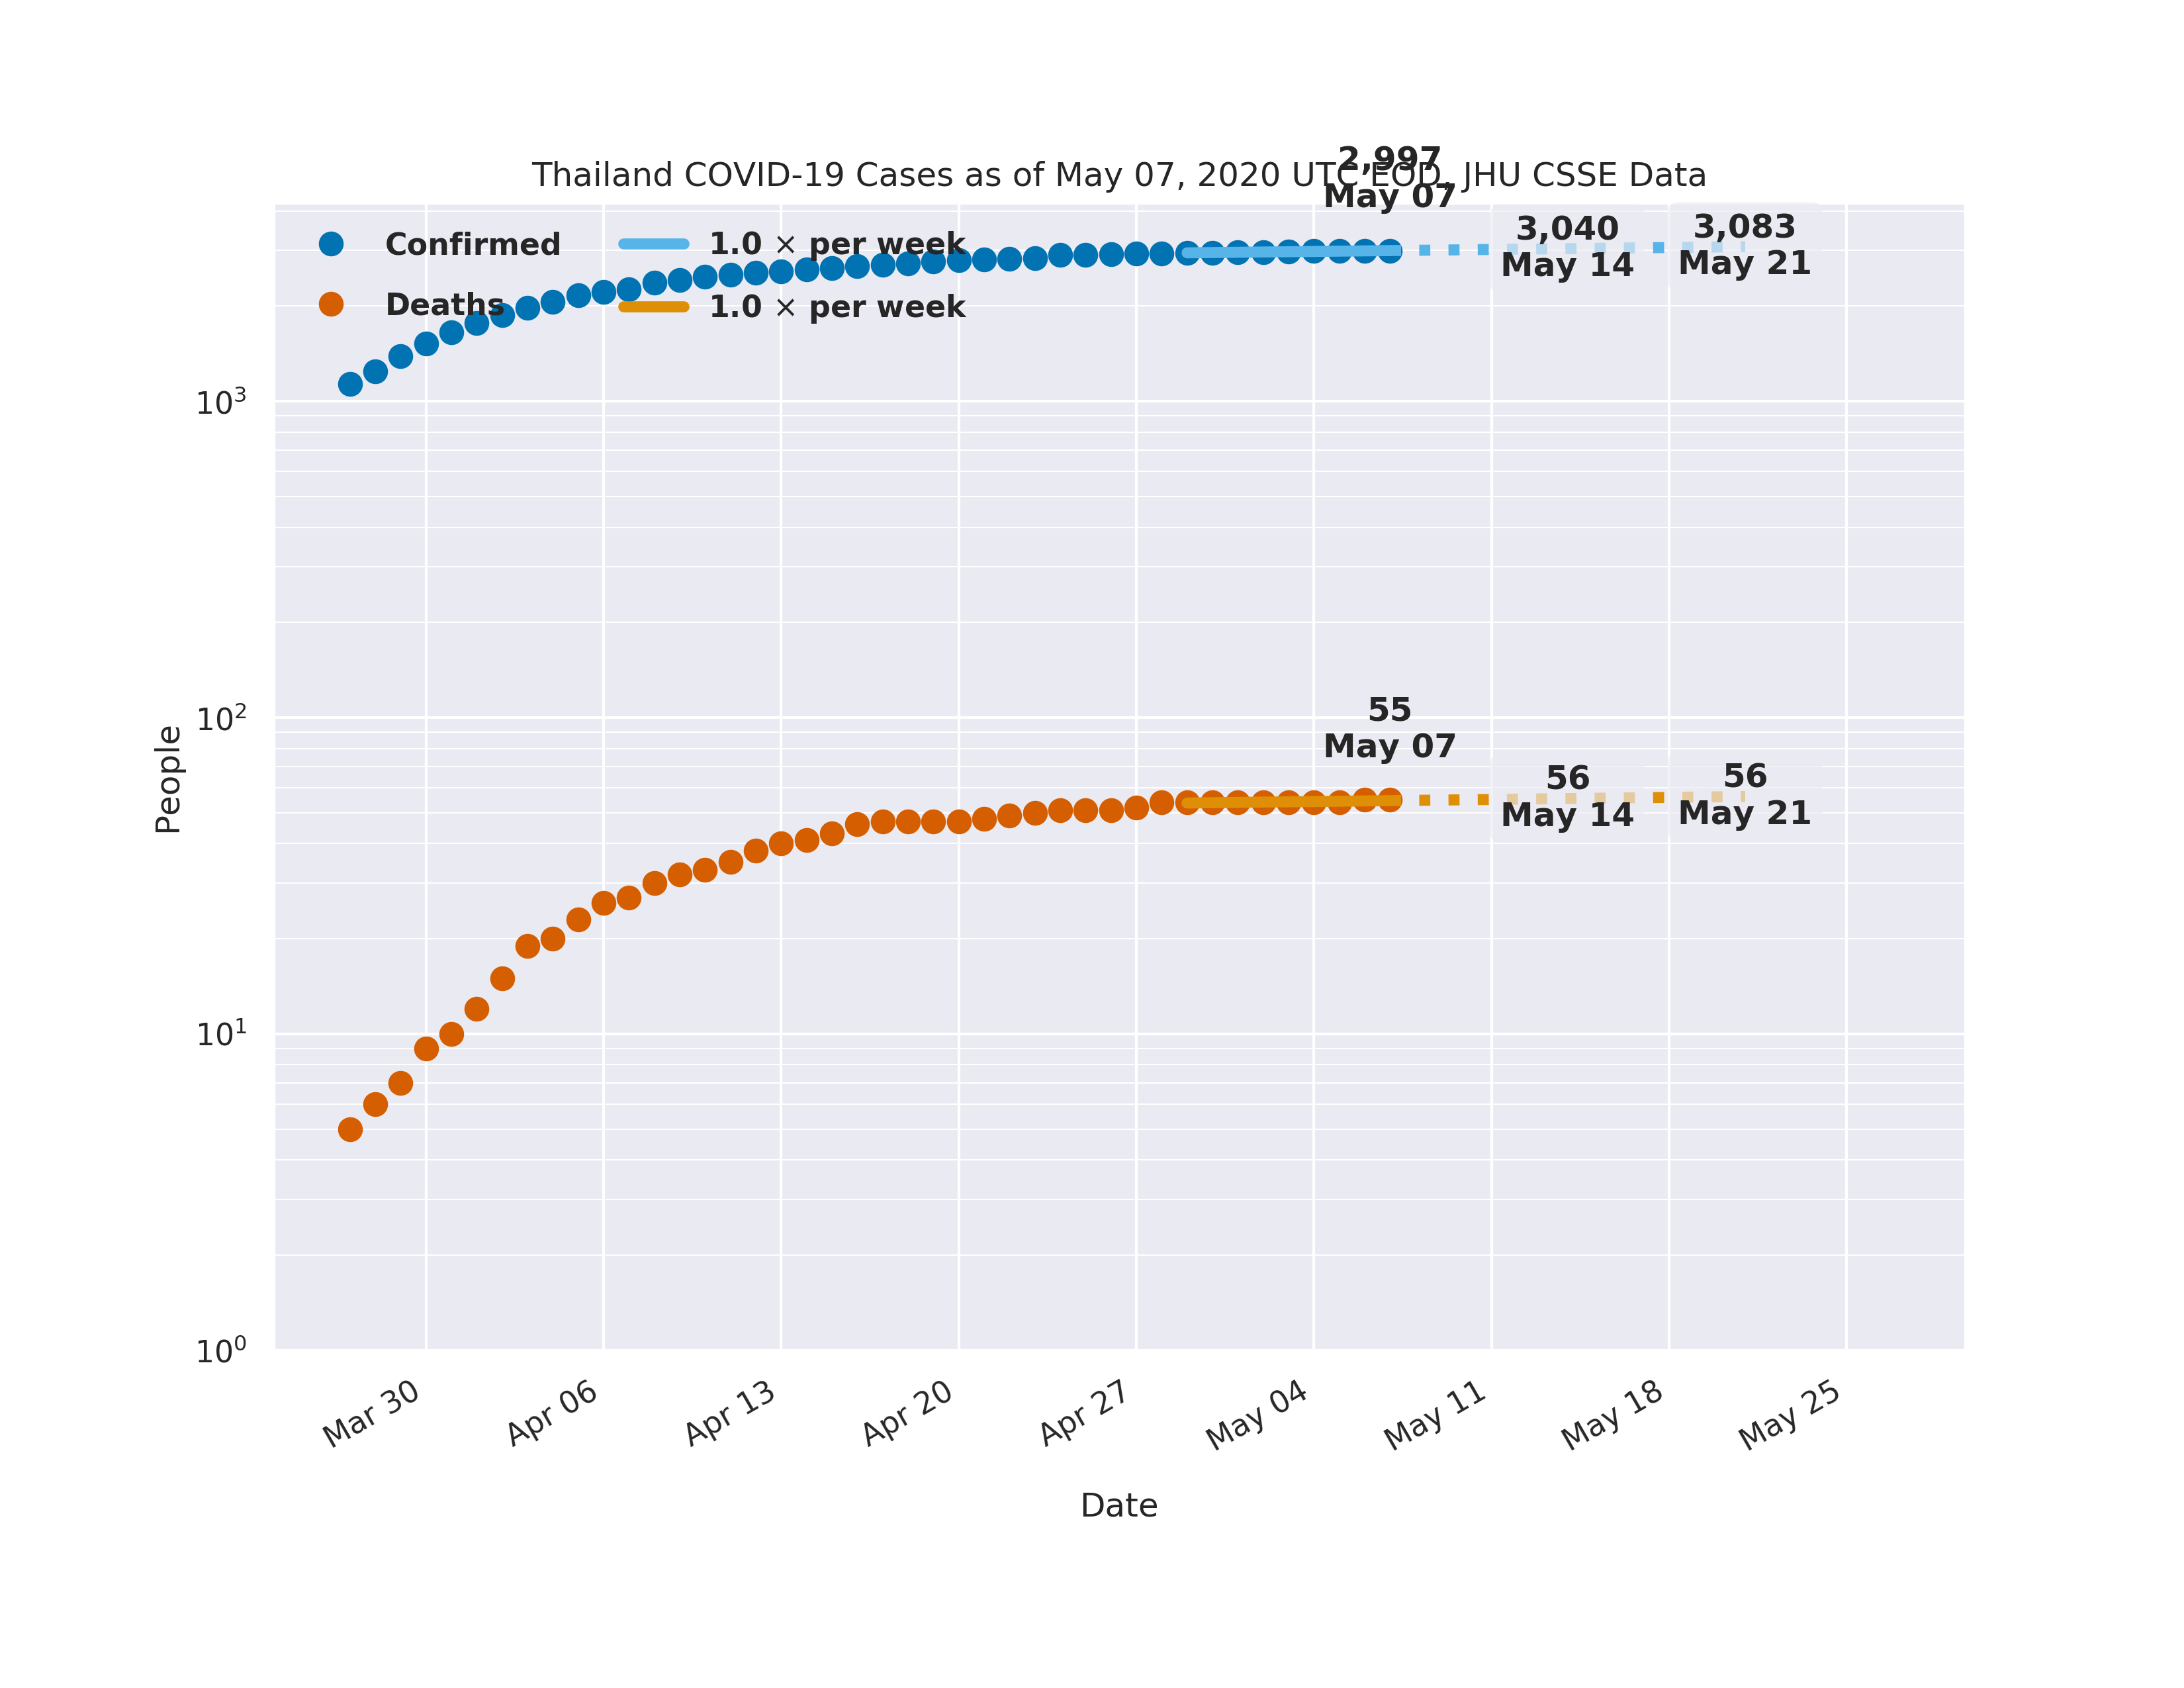 Thailand COVID-19 Cases as of May 07, 2020 UTC EOD, JHU CSSE Data
2,997
May 07
3,040
May 14
3,083
May 21
Confirmed
Deaths
1.0 × per week
1.0 × per week
55
May 07
56
May 14
56
May 21
People
10³
10²
10¹
10⁰
Mar 30
Apr 06
Apr 13
Apr 20
Apr 27
May 04
May 11
May 18
May 25
Date